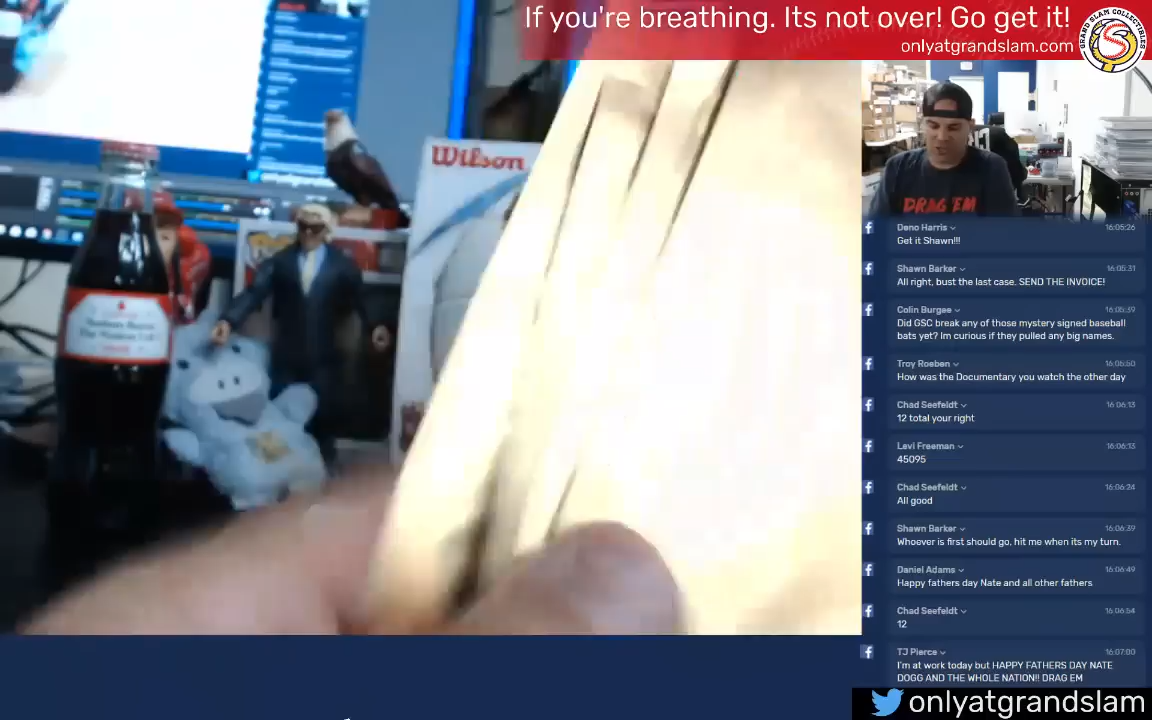 If you're breathing. Its not over! Go get it!
onlyatgrandslam.com
GRAND SLAM COLLECTIBLES
Wilson
DRAG 'EM
Deno Harris 16:05:26
Get it Shawn!!!
Shawn Barker 16:05:31
All right, bust the last case. SEND THE INVOICE!
Colin Burgee 16:05:39
Did GSC break any of those mystery signed baseball
bats yet? Im curious if they pulled any big names.
Troy Roeben 16:05:50
How was the Documentary you watch the other day
Chad Seefeldt 16:06:13
12 total your right
Levi Freeman 16:06:13
45095
Chad Seefeldt 16:06:24
All good
Shawn Barker 16:06:39
Whoever is first should go, hit me when its my turn.
Daniel Adams 16:06:49
Happy fathers day Nate and all other fathers
Chad Seefeldt 16:06:54
12
TJ Pierce 16:07:00
I'm at work today but HAPPY FATHERS DAY NATE
DOGG AND THE WHOLE NATION!! DRAG EM
onlyatgrandslam